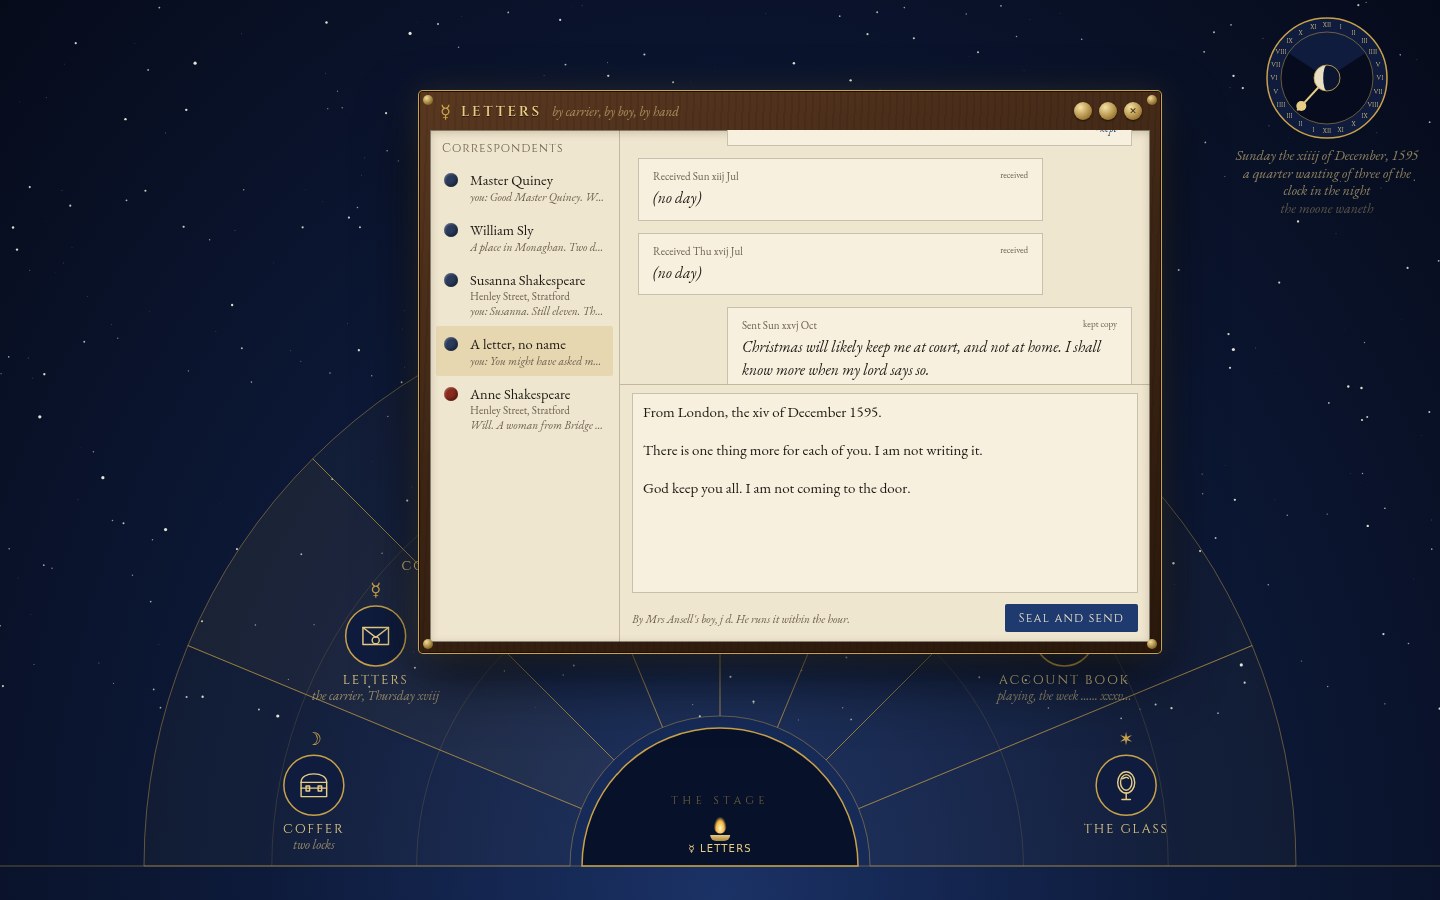 ☿ LETTERS by carrier, by boy, by hand
×
CORRESPONDENTS
Master Quiney
you: Good Master Quiney. W...
William Sly
A place in Monaghan. Two d...
Susanna Shakespeare
Henley Street, Stratford
you: Susanna. Still eleven. Th...
A letter, no name
you: You might have asked m...
Anne Shakespeare
Henley Street, Stratford
Will. A woman from Bridge ...
Received Sun xiij Jul received
(no day)
Received Thu xvij Jul received
(no day)
Sent Sun xxvj Oct kept copy
Christmas will likely keep me at court, and not at home. I shall
know more when my lord says so.
From London, the xiv of December 1595.
There is one thing more for each of you. I am not writing it.
God keep you all. I am not coming to the door.
By Mrs Ansell's boy, j d. He runs it within the hour.
SEAL AND SEND
Sunday the xiiij of December, 1595
a quarter wanting of three of the
clock in the night
the moone waneth
LETTERS
the carrier, Thursday xviij
COFFER
two locks
THE STAGE
☿ LETTERS
ACCOUNT BOOK
playing, the week ...... xxxv...
THE GLASS